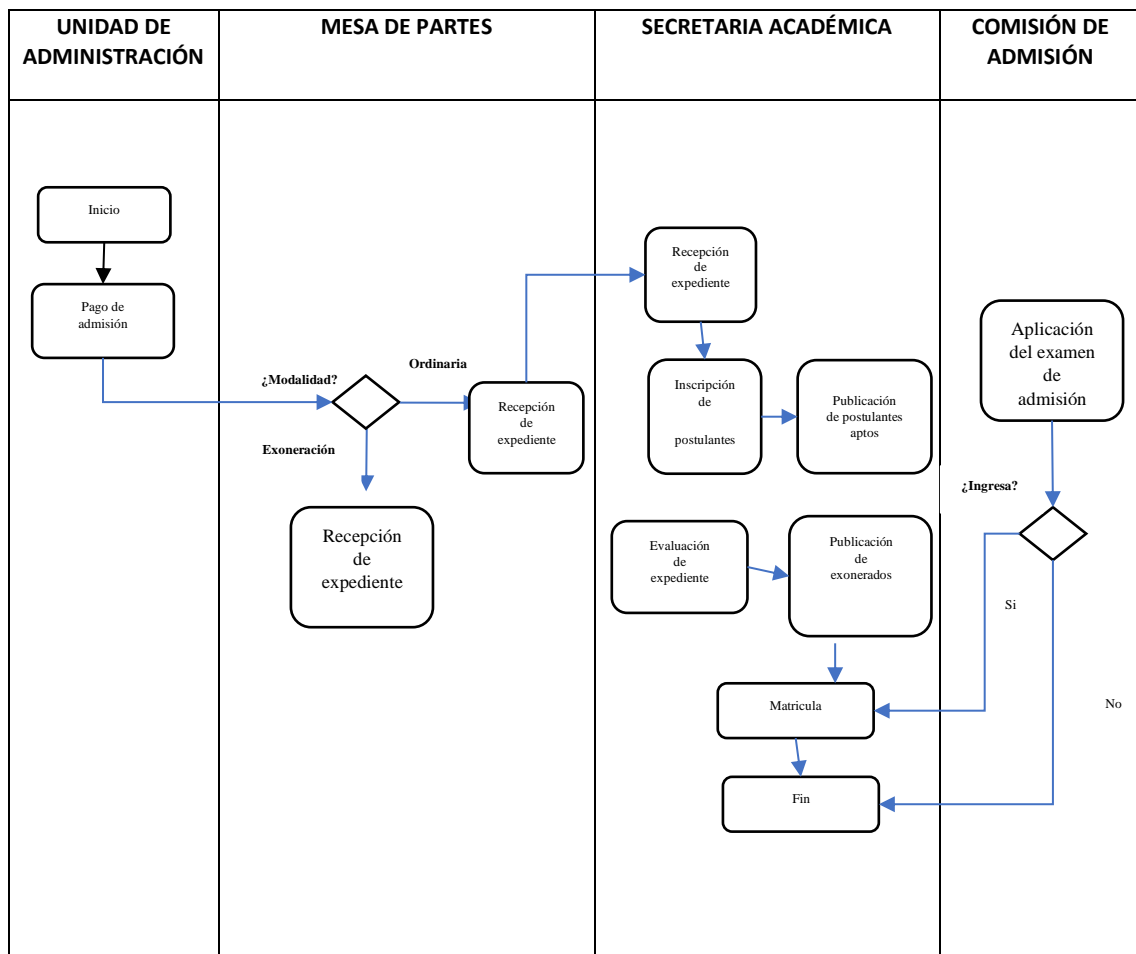 UNIDAD DE
ADMINISTRACIÓN
MESA DE PARTES
SECRETARIA ACADÉMICA
COMISIÓN DE
ADMISIÓN
Inicio
Pago de
admisión
¿Modalidad?
Ordinaria
Exoneración
Recepción
de
expediente
Recepción
de
expediente
Recepción
de
expediente
Inscripción
de
postulantes
Publicación
de postulantes
aptos
Evaluación
de
expediente
Publicación
de
exonerados
Matricula
Fin
Aplicación
del examen
de
admisión
¿Ingresa?
Si
No